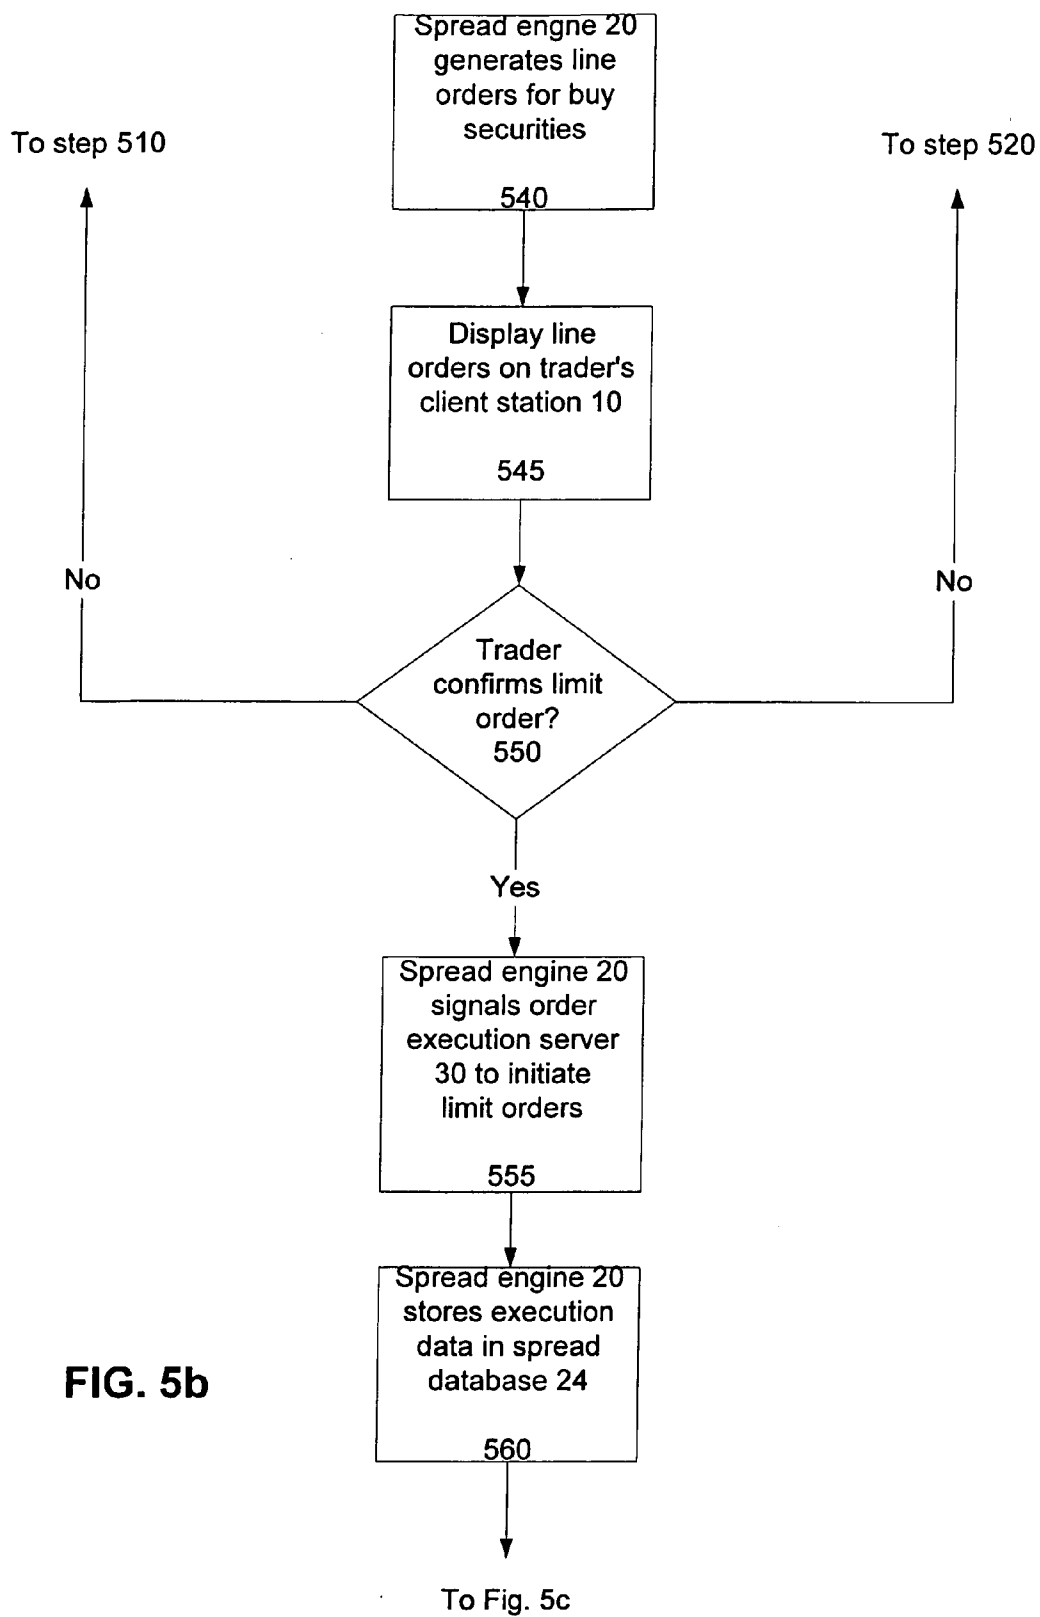 Spread engne 20
generates line
orders for buy
securities
540
To step 510
To step 520
Display line
orders on trader's
client station 10
545
No
No
Trader
confirms limit
order?
550
Yes
Spread engine 20
signals order
execution server
30 to initiate
limit orders
555
Spread engine 20
stores execution
data in spread
database 24
560
FIG. 5b
To Fig. 5c